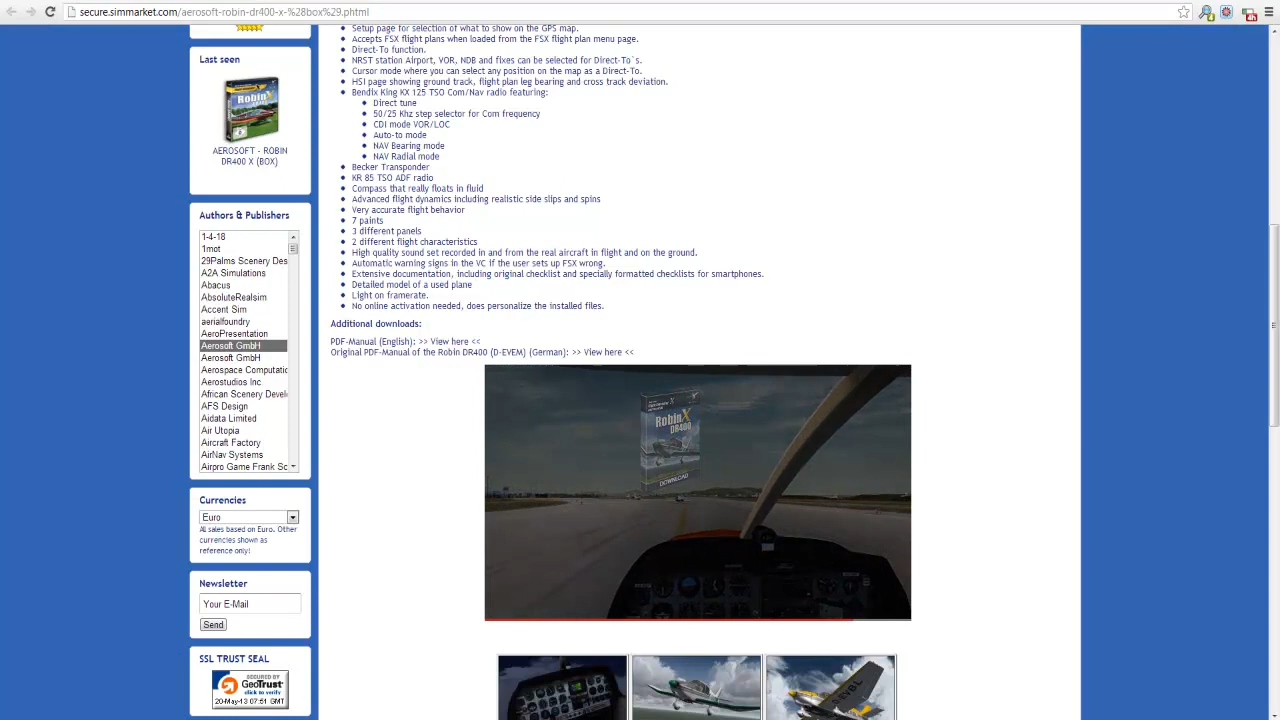 secure.simmarket.com/aerosoft-robin-dr400-x-%28box%29.phtml
Last seen
AEROSOFT - ROBIN
DR400 X (BOX)
Authors & Publishers
1-4-18
1mot
29Palms Scenery Des
A2A Simulations
Abacus
AbsoluteRealsim
Accent Sim
aerialfoundry
AeroPresentation
Aerosoft GmbH
Aerosoft GmbH
Aerospace Computatic
Aerostudios Inc
African Scenery Devel
AFS Design
Aidata Limited
Air Utopia
Aircraft Factory
AirNav Systems
Airpro Game Frank Sc
Currencies
Euro
All sales based on Euro. Other
currencies shown as
reference only!
Newsletter
Your E-Mail
Send
SSL TRUST SEAL
SECURED BY
GeoTrust
click to verify
20-May-13 07:51 GMT
Setup page for selection of what to show on the GPS map.
Accepts FSX flight plans when loaded from the FSX flight plan menu page.
Direct-To function.
NRST station Airport, VOR, NDB and fixes can be selected for Direct-To`s.
Cursor mode where you can select any position on the map as a Direct-To.
HSI page showing ground track, flight plan leg bearing and cross track deviation.
Bendix King KX 125 TSO Com/Nav radio featuring:
Direct tune
50/25 Khz step selector for Com frequency
CDI mode VOR/LOC
Auto-to mode
NAV Bearing mode
NAV Radial mode
Becker Transponder
KR 85 TSO ADF radio
Compass that really floats in fluid
Advanced flight dynamics including realistic side slips and spins
Very accurate flight behavior
7 paints
3 different panels
2 different flight characteristics
High quality sound set recorded in and from the real aircraft in flight and on the ground.
Automatic warning signs in the VC if the user sets up FSX wrong.
Extensive documentation, including original checklist and specially formatted checklists for smartphones.
Detailed model of a used plane
Light on framerate.
No online activation needed, does personalize the installed files.
Additional downloads:
PDF-Manual (English): >> View here <<
Original PDF-Manual of the Robin DR400 (D-EVEM) (German): >> View here <<
Robin X
DR400
DOWNLOAD